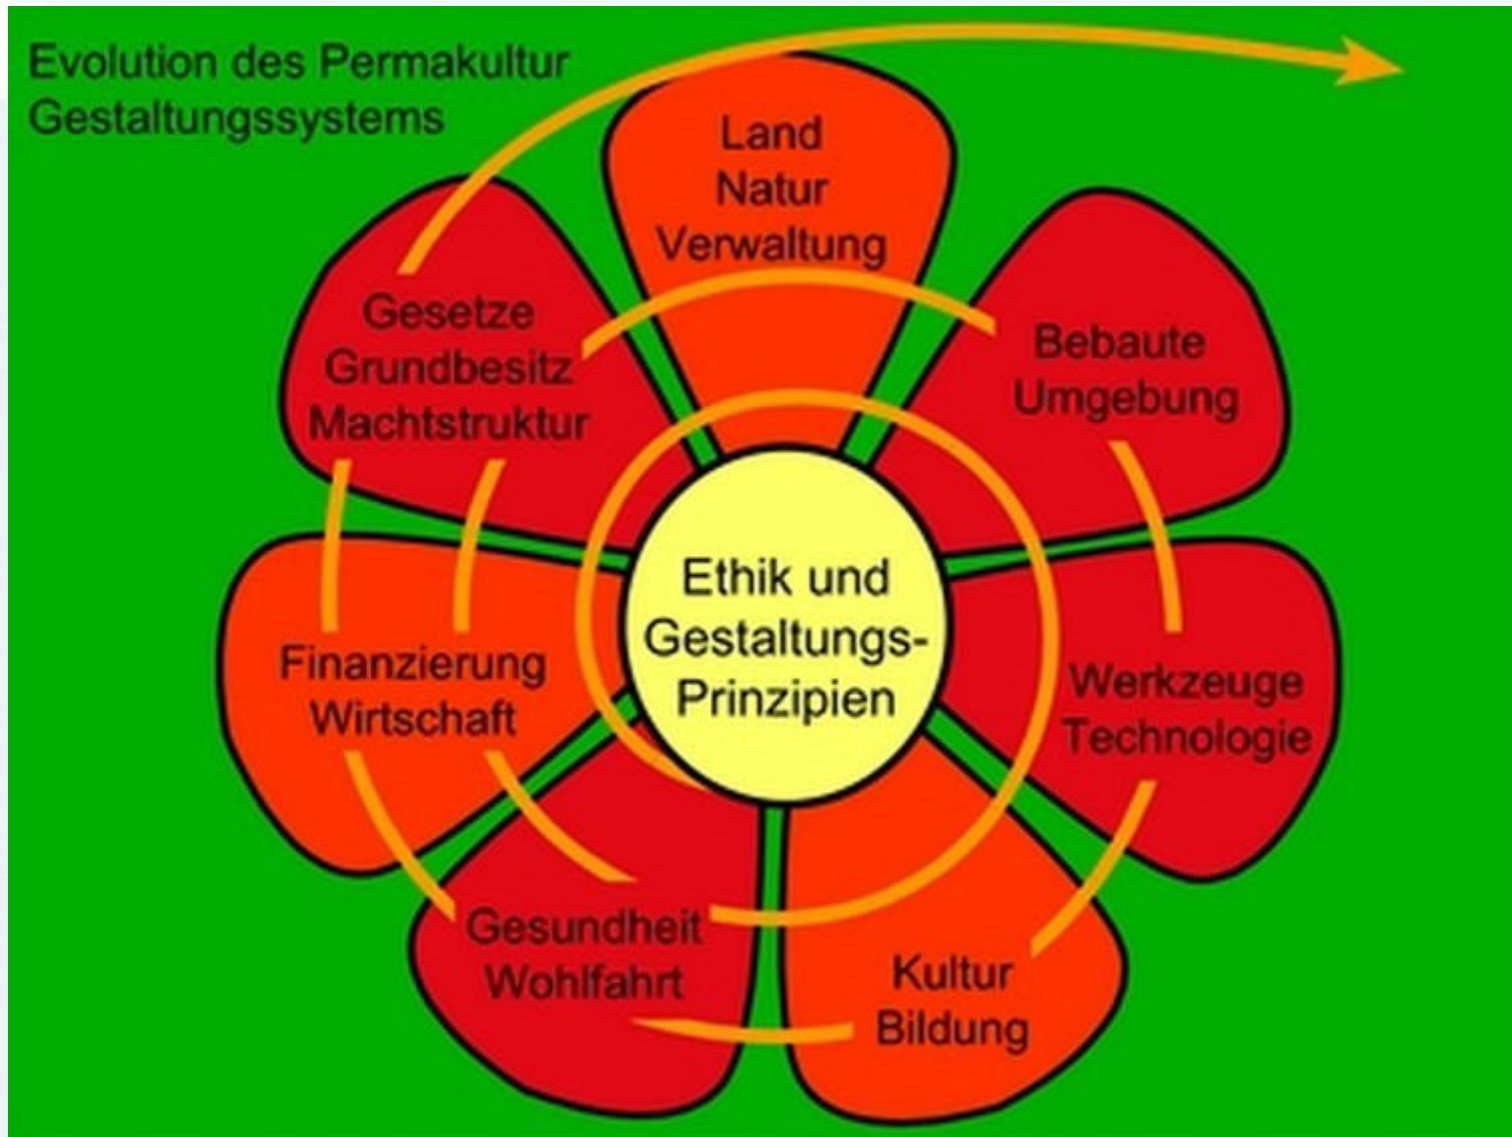 Evolution des Permakultur
Gestaltungssystems
Land
Natur
Verwaltung
Bebaute
Umgebung
Werkzeuge
Technologie
Kultur
Bildung
Gesundheit
Wohlfahrt
Finanzierung
Wirtschaft
Gesetze
Grundbesitz
Machtstruktur
Ethik und
Gestaltungs-
Prinzipien